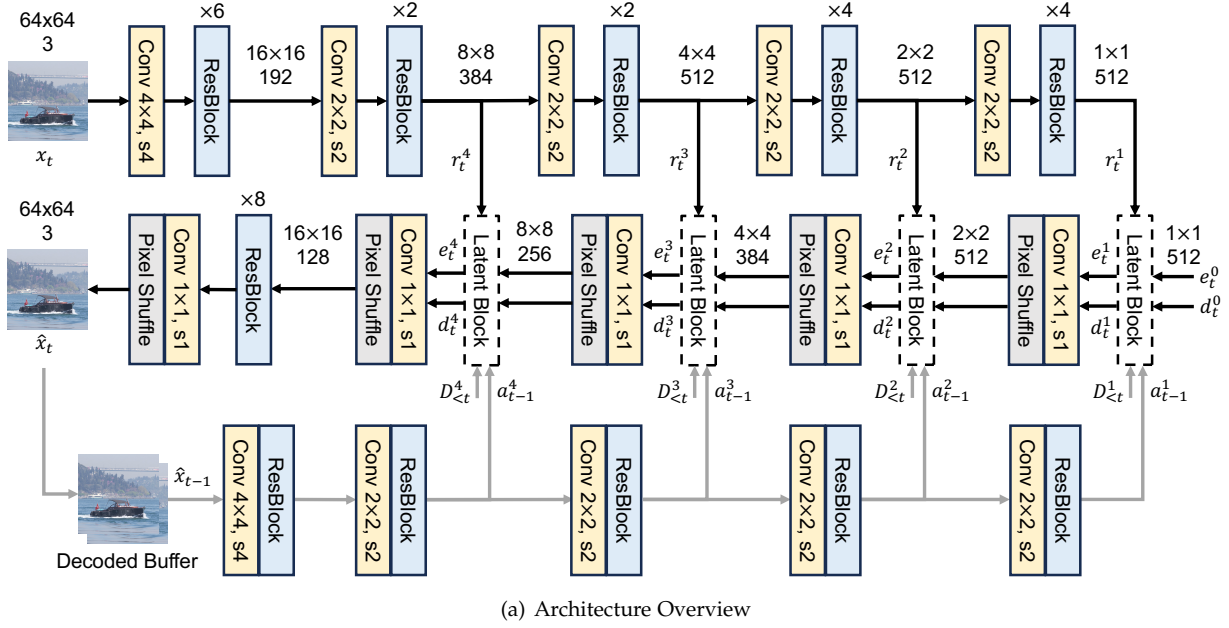 64x64
3
x_t
Conv 4×4, s4
×6
ResBlock
16×16
192
Conv 2×2, s2
×2
ResBlock
8×8
384
r_t^4
Conv 2×2, s2
×2
ResBlock
4×4
512
r_t^3
Conv 2×2, s2
×4
ResBlock
2×2
512
r_t^2
Conv 2×2, s2
×4
ResBlock
1×1
512
r_t^1
64x64
3
x̂_t
Pixel Shuffle
Conv 1×1, s1
×8
ResBlock
16×16
128
Pixel Shuffle
Conv 1×1, s1
e_t^4
d_t^4
Latent Block
8×8
256
Pixel Shuffle
Conv 1×1, s1
e_t^3
d_t^3
Latent Block
4×4
384
Pixel Shuffle
Conv 1×1, s1
e_t^2
d_t^2
Latent Block
2×2
512
Pixel Shuffle
Conv 1×1, s1
e_t^1
d_t^1
Latent Block
1×1
512
e_t^0
d_t^0
D_{<t}^4
a_{t-1}^4
D_{<t}^3
a_{t-1}^3
D_{<t}^2
a_{t-1}^2
D_{<t}^1
a_{t-1}^1
x̂_{t-1}
Decoded Buffer
Conv 4×4, s4
ResBlock
Conv 2×2, s2
ResBlock
Conv 2×2, s2
ResBlock
Conv 2×2, s2
ResBlock
Conv 2×2, s2
ResBlock
(a) Architecture Overview